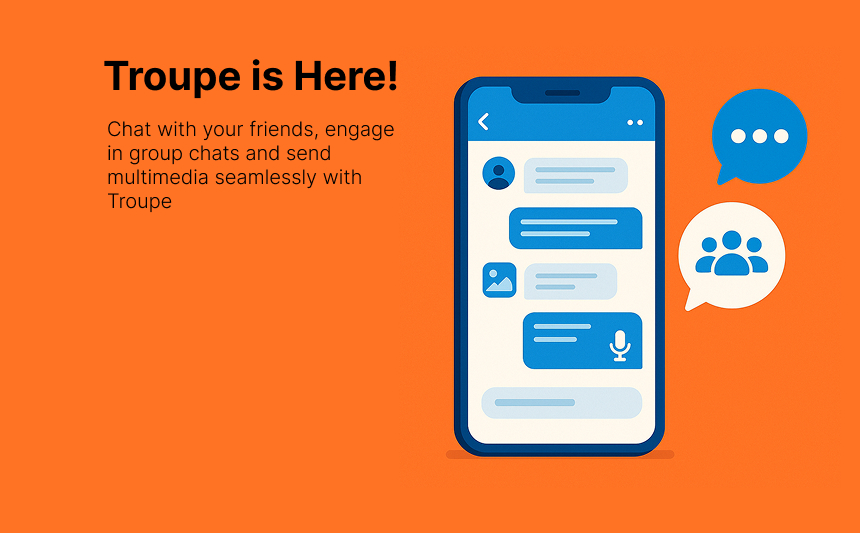 Troupe is Here!
Chat with your friends, engage
in group chats and send
multimedia seamlessly with
Troupe